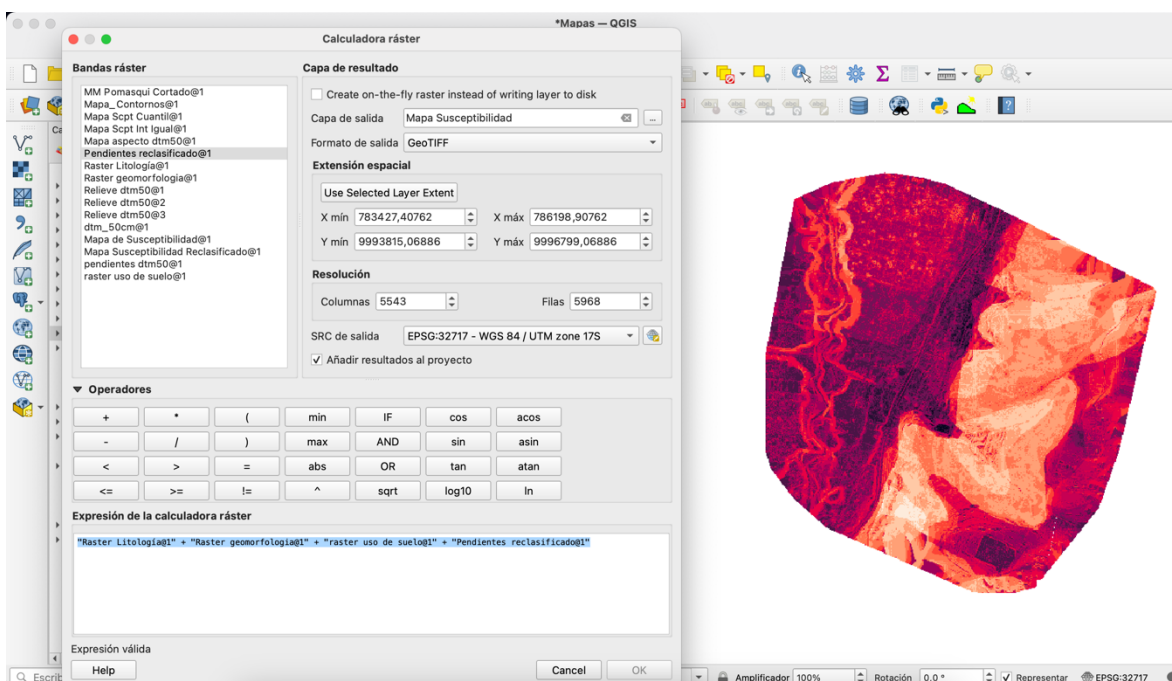 *Mapas — QGIS
Calculadora ráster
Bandas ráster
MM Pomasqui Cortado@1
Mapa_Contornos@1
Mapa Scpt Cuantil@1
Mapa Scpt Int Igual@1
Mapa aspecto dtm50@1
Pendientes reclasificado@1
Raster Litología@1
Raster geomorfologia@1
Relieve dtm50@1
Relieve dtm50@2
Relieve dtm50@3
dtm_50cm@1
Mapa de Susceptibilidad@1
Mapa Susceptibilidad Reclasificado@1
pendientes dtm50@1
raster uso de suelo@1
Capa de resultado
Create on-the-fly raster instead of writing layer to disk
Capa de salida Mapa Susceptibilidad ...
Formato de salida GeoTIFF
Extensión espacial
Use Selected Layer Extent
X mín 783427,40762 X máx 786198,90762
Y mín 9993815,06886 Y máx 9996799,06886
Resolución
Columnas 5543 Filas 5968
SRC de salida EPSG:32717 - WGS 84 / UTM zone 17S
Añadir resultados al proyecto
Operadores
+ * ( min IF cos acos
- / ) max AND sin asin
< > = abs OR tan atan
<= >= != ^ sqrt log10 ln
Expresión de la calculadora ráster
"Raster Litología@1" + "Raster geomorfologia@1" + "raster uso de suelo@1" + "Pendientes reclasificado@1"
Expresión válida
Help Cancel OK
Ca
Escrib
Amplificador 100% Rotación 0.0 ° Representar EPSG:32717